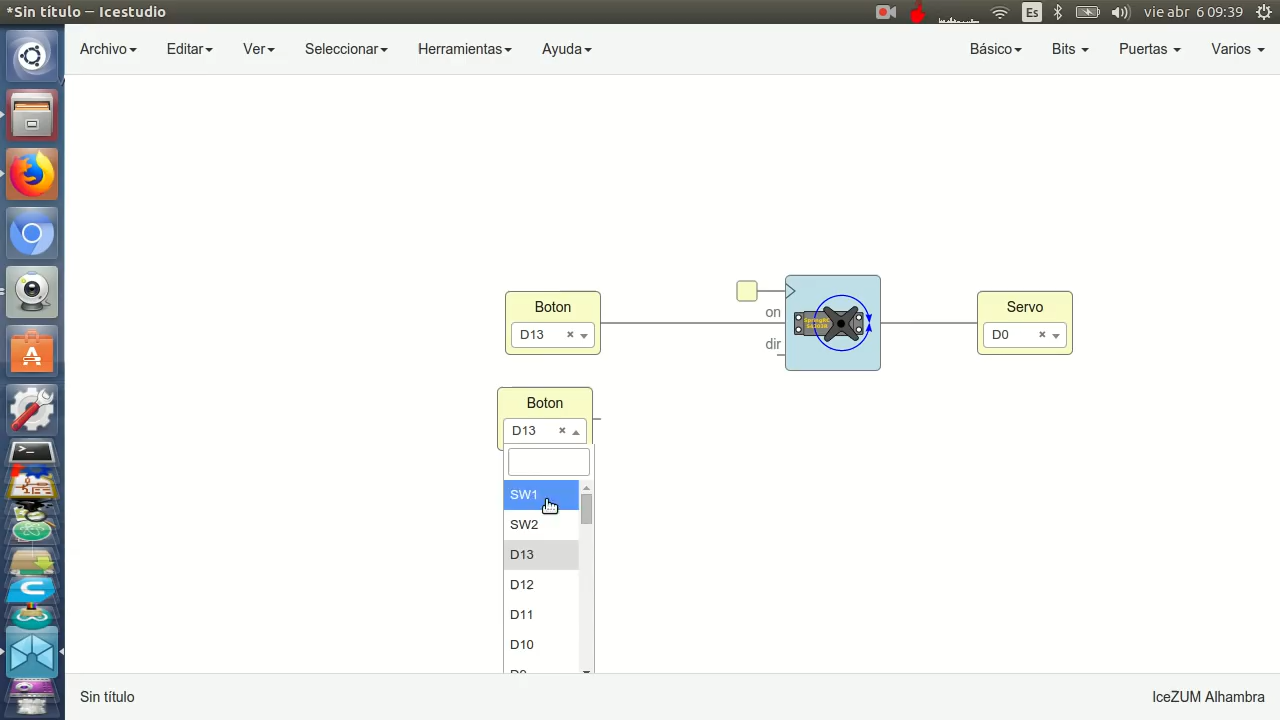 *Sin título — Icestudio
Es
vie abr 6 09:39
Archivo Editar Ver Seleccionar Herramientas Ayuda
Básico Bits Puertas Varios
Boton
D13 ×
on
dir
Servo
D0 ×
Boton
D13 ×
SW1
SW2
D13
D12
D11
D10
Sin título
IceZUM Alhambra